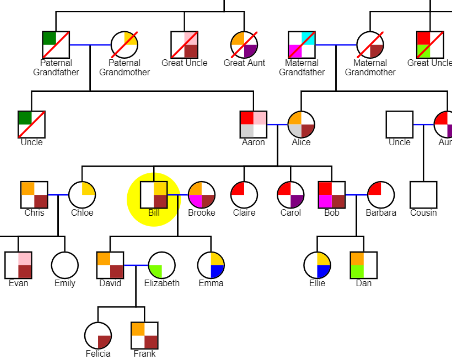 Paternal
Grandfather
Paternal
Grandmother
Great Uncle
Great Aunt
Maternal
Grandfather
Maternal
Grandmother
Great Uncle
Uncle
Aaron
Alice
Uncle
Chris
Chloe
Bill
Brooke
Claire
Carol
Bob
Barbara
Cousin
Evan
Emily
David
Elizabeth
Emma
Ellie
Dan
Felicia
Frank